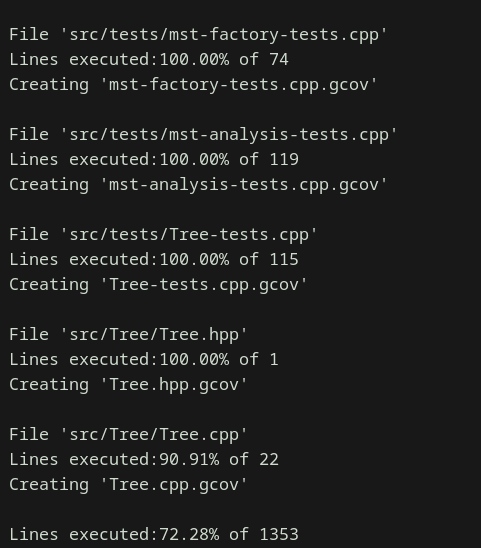 File 'src/tests/mst-factory-tests.cpp'
Lines executed:100.00% of 74
Creating 'mst-factory-tests.cpp.gcov'
File 'src/tests/mst-analysis-tests.cpp'
Lines executed:100.00% of 119
Creating 'mst-analysis-tests.cpp.gcov'
File 'src/tests/Tree-tests.cpp'
Lines executed:100.00% of 115
Creating 'Tree-tests.cpp.gcov'
File 'src/Tree/Tree.hpp'
Lines executed:100.00% of 1
Creating 'Tree.hpp.gcov'
File 'src/Tree/Tree.cpp'
Lines executed:90.91% of 22
Creating 'Tree.cpp.gcov'
Lines executed:72.28% of 1353